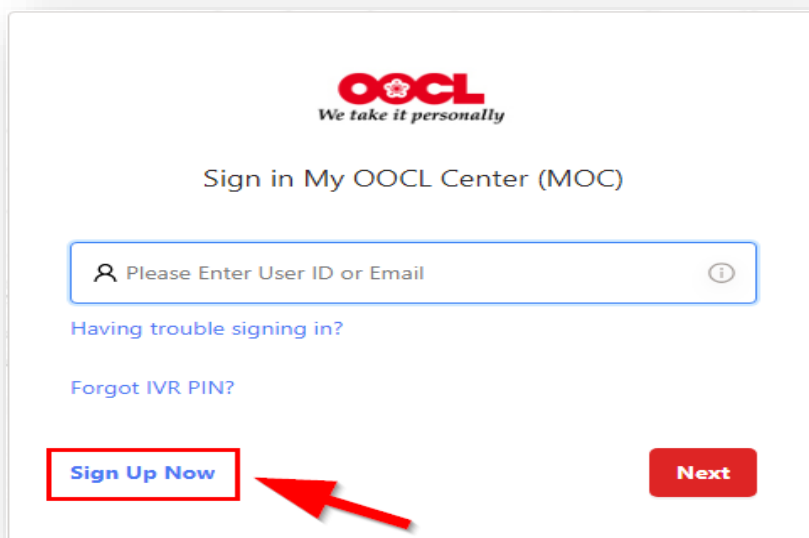 OOCL
We take it personally
Sign in My OOCL Center (MOC)
Please Enter User ID or Email
Having trouble signing in?
Forgot IVR PIN?
Sign Up Now
Next